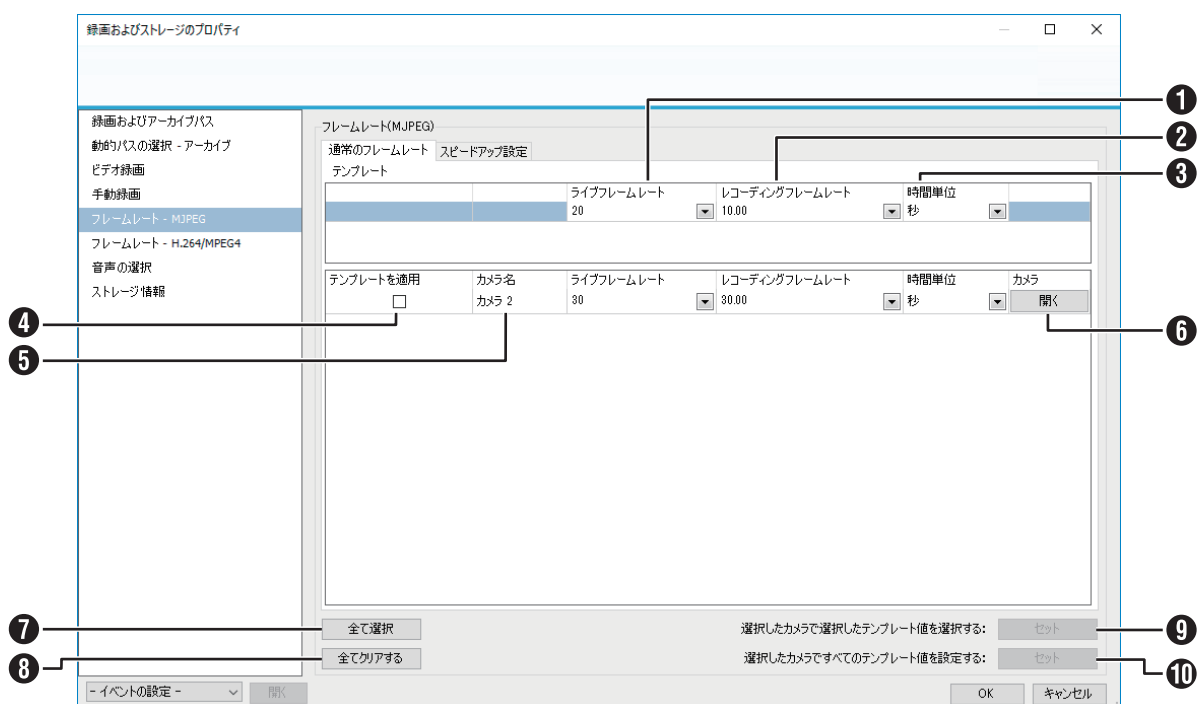 録画およびストレージのプロパティ
録画およびアーカイブパス
動的パスの選択 - アーカイブ
ビデオ録画
手動録画
フレームレート - MJPEG
フレームレート - H.264/MPEG4
音声の選択
ストレージ情報
フレームレート(MJPEG)
通常のフレームレート スピードアップ設定
テンプレート
ライブフレームレート レコーディングフレームレート 時間単位
20 10.00 秒
テンプレートを適用 カメラ名 ライブフレームレート レコーディングフレームレート 時間単位 カメラ
カメラ 2 30 30.00 秒 開く
全て選択 選択したカメラで選択したテンプレート値を選択する: セット
全てクリアする 選択したカメラですべてのテンプレート値を設定する: セット
- イベントの設定 - 開く OK キャンセル
❶
❷
❸
❹
❺
❻
❼
❽
❾
❿